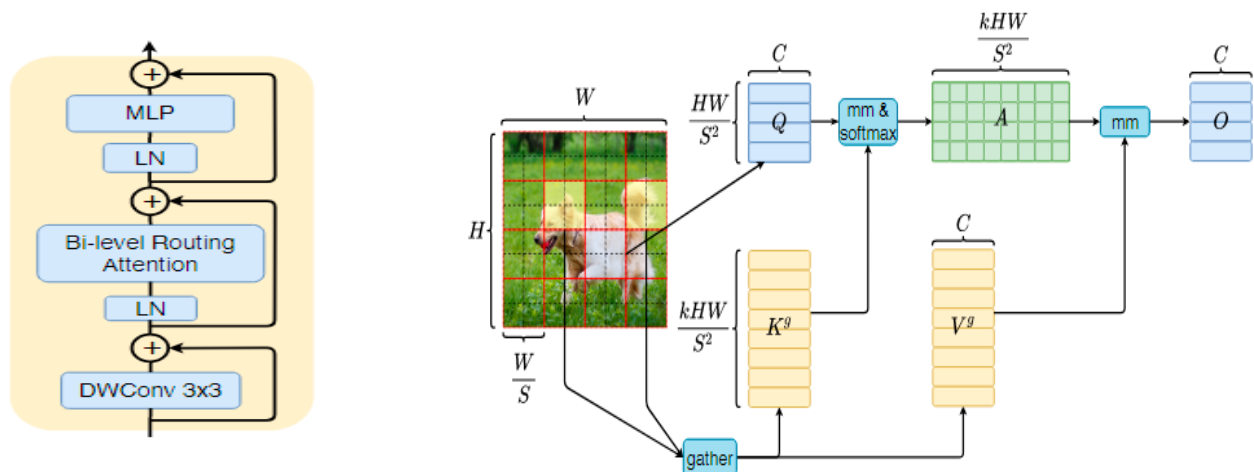 +
MLP
LN
+
Bi-level Routing
Attention
LN
+
DWConv 3x3
W
H
W
S
C
HW
S²
Q
mm &
softmax
kHW
S²
A
mm
C
O
kHW
S²
K^g
C
V^g
gather